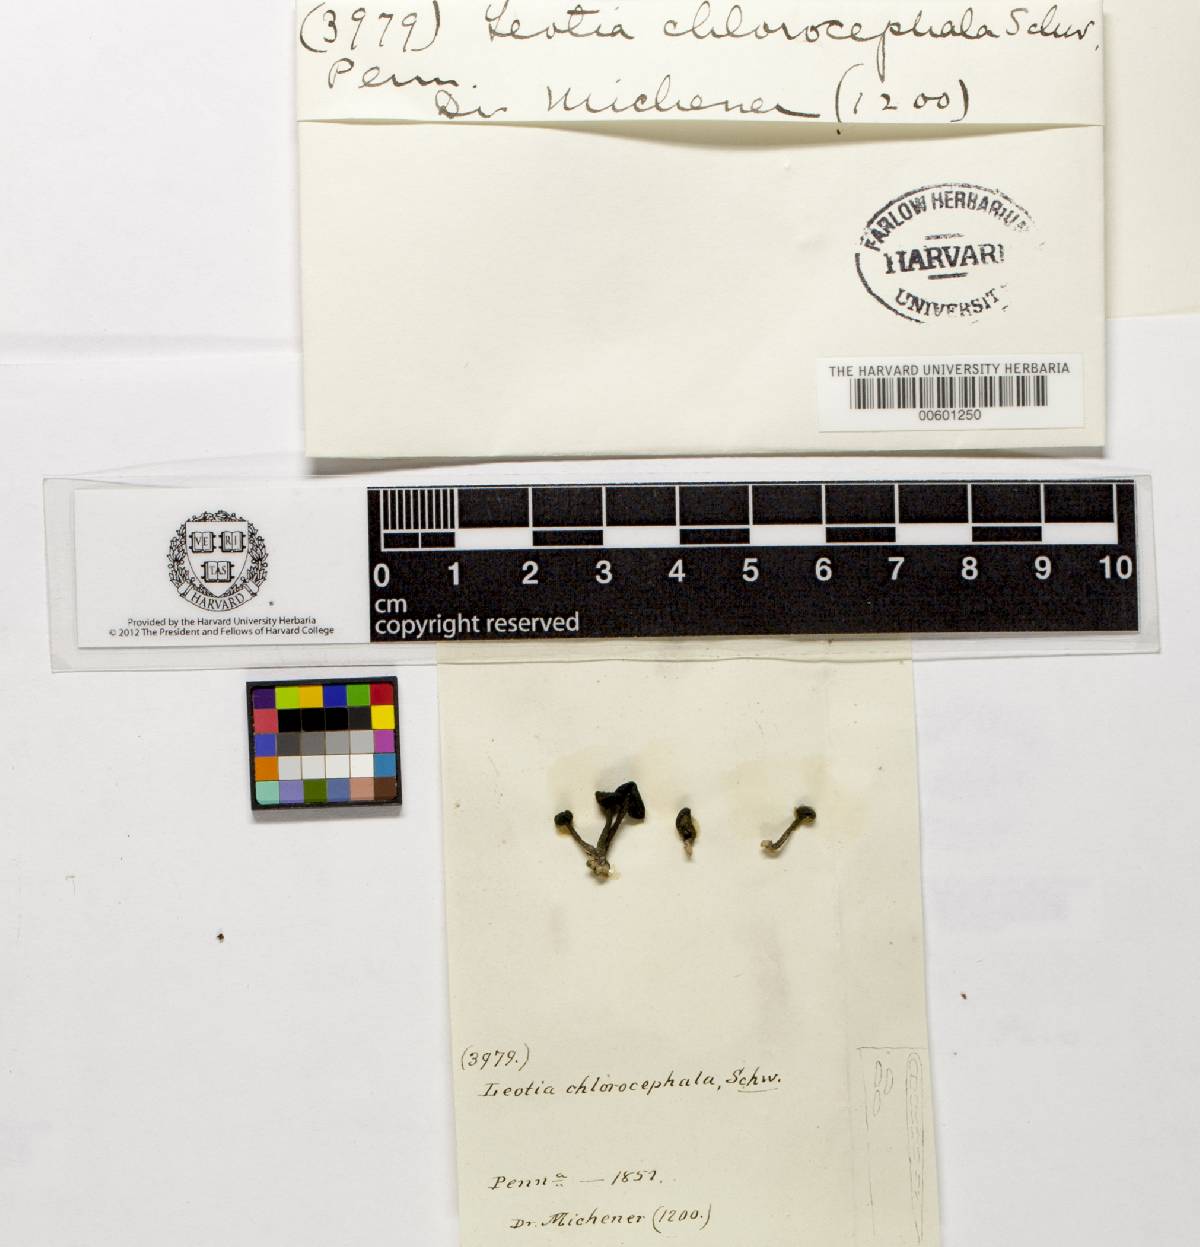 (3979) Leotia chlorocephala Schw.
Penn.
Dr Michener (1200)
FARLOW HERBARIUM
HARVARD
UNIVERSITY
THE HARVARD UNIVERSITY HERBARIA
00601250
VE RI
TAS
HARVARD
Provided by the Harvard University Herbaria
© 2012 The President and Fellows of Harvard College
0 1 2 3 4 5 6 7 8 9 10
cm
copyright reserved
(3979.)
Leotia chlorocephala, Schw.
Penna — 1852.
Dr. Michener (1200.)